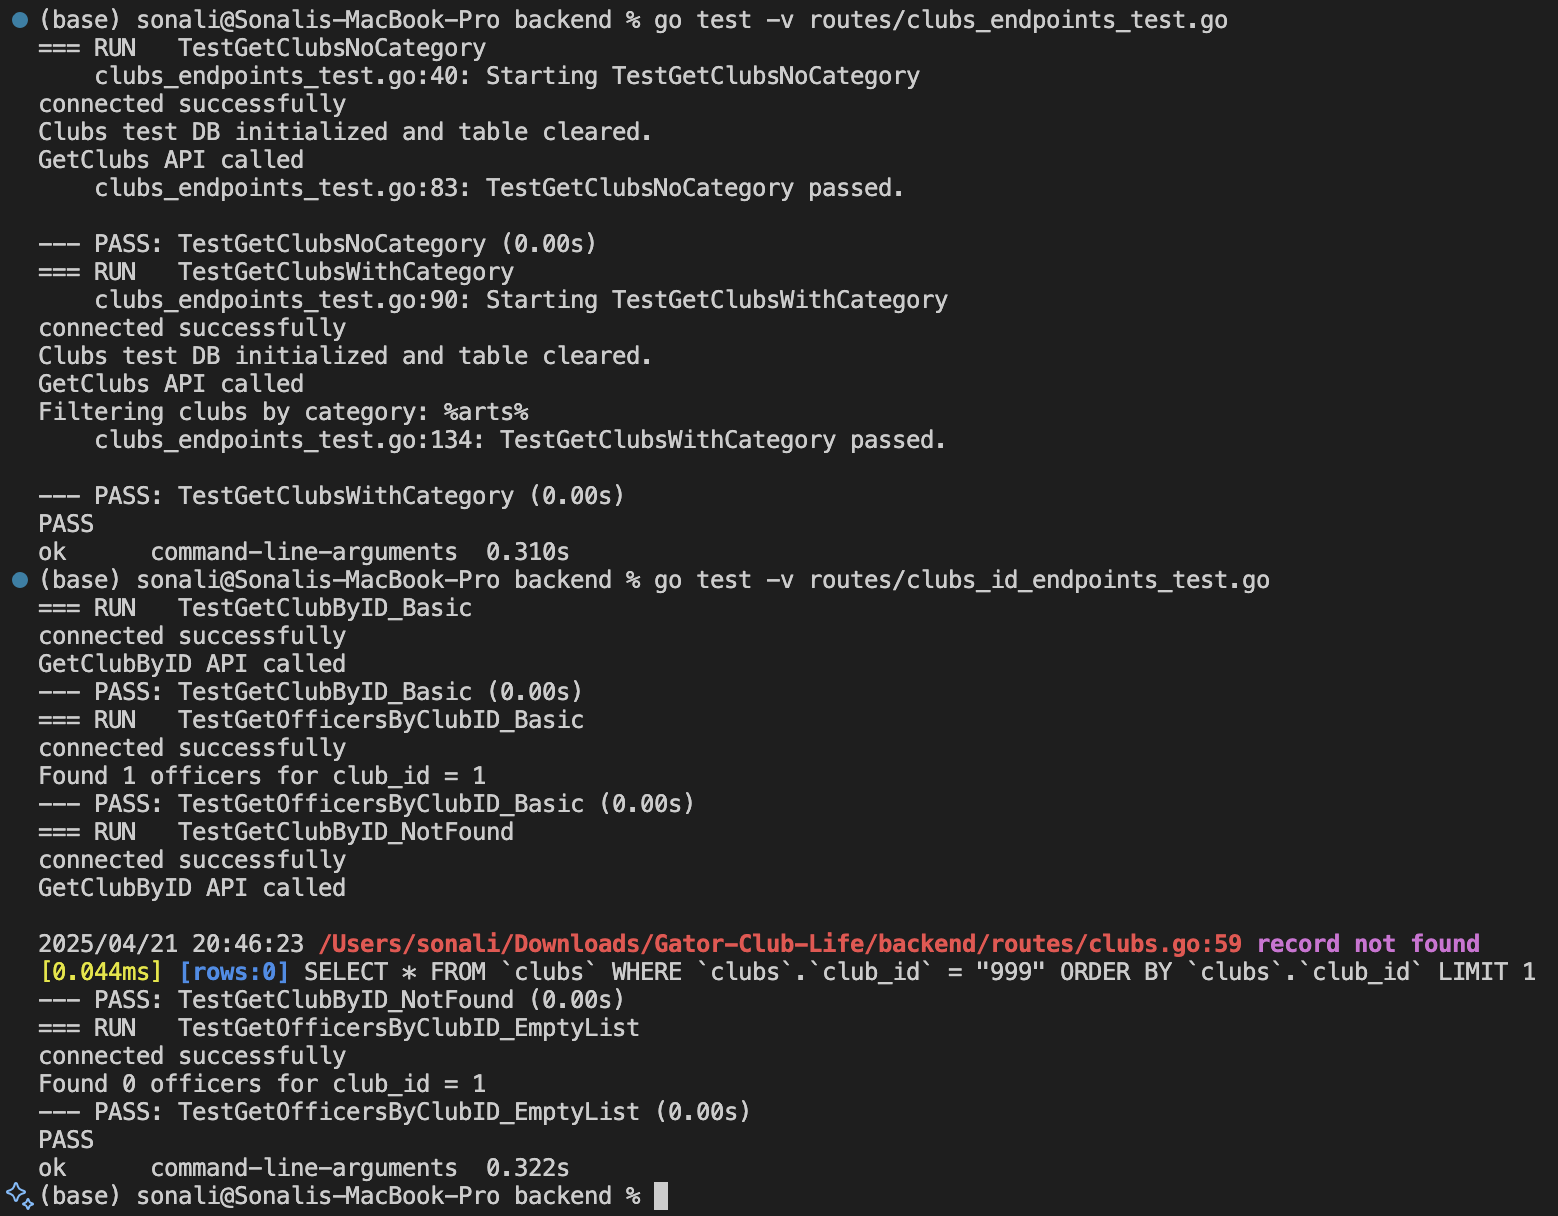 (base) sonali@Sonalis-MacBook-Pro backend % go test -v routes/clubs_endpoints_test.go
=== RUN   TestGetClubsNoCategory
    clubs_endpoints_test.go:40: Starting TestGetClubsNoCategory
connected successfully
Clubs test DB initialized and table cleared.
GetClubs API called
    clubs_endpoints_test.go:83: TestGetClubsNoCategory passed.

--- PASS: TestGetClubsNoCategory (0.00s)
=== RUN   TestGetClubsWithCategory
    clubs_endpoints_test.go:90: Starting TestGetClubsWithCategory
connected successfully
Clubs test DB initialized and table cleared.
GetClubs API called
Filtering clubs by category: %arts%
    clubs_endpoints_test.go:134: TestGetClubsWithCategory passed.

--- PASS: TestGetClubsWithCategory (0.00s)
PASS
ok      command-line-arguments  0.310s
(base) sonali@Sonalis-MacBook-Pro backend % go test -v routes/clubs_id_endpoints_test.go
=== RUN   TestGetClubByID_Basic
connected successfully
GetClubByID API called
--- PASS: TestGetClubByID_Basic (0.00s)
=== RUN   TestGetOfficersByClubID_Basic
connected successfully
Found 1 officers for club_id = 1
--- PASS: TestGetOfficersByClubID_Basic (0.00s)
=== RUN   TestGetClubByID_NotFound
connected successfully
GetClubByID API called

2025/04/21 20:46:23 /Users/sonali/Downloads/Gator-Club-Life/backend/routes/clubs.go:59 record not found
[0.044ms] [rows:0] SELECT * FROM `clubs` WHERE `clubs`.`club_id` = "999" ORDER BY `clubs`.`club_id` LIMIT 1
--- PASS: TestGetClubByID_NotFound (0.00s)
=== RUN   TestGetOfficersByClubID_EmptyList
connected successfully
Found 0 officers for club_id = 1
--- PASS: TestGetOfficersByClubID_EmptyList (0.00s)
PASS
ok      command-line-arguments  0.322s
(base) sonali@Sonalis-MacBook-Pro backend %